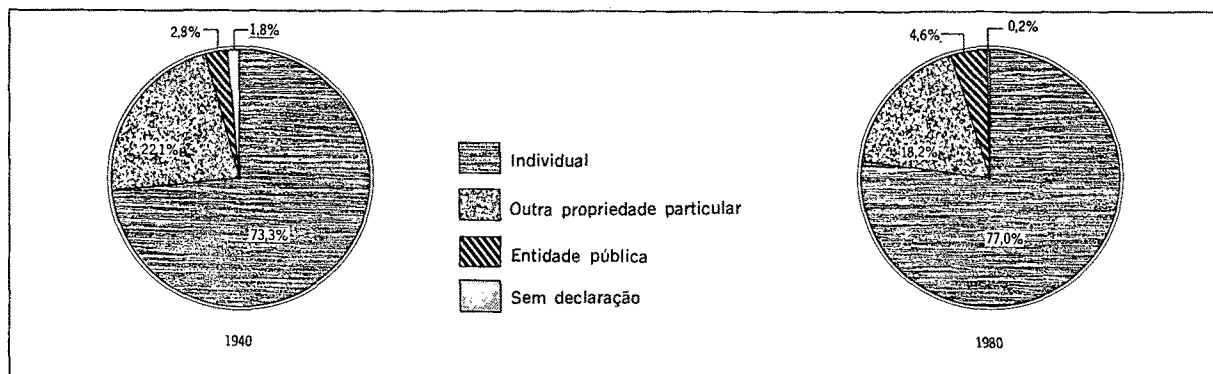 2,8%
1,8%
22,1%
73,3%
1940
Individual
Outra propriedade particular
Entidade pública
Sem declaração
4,6%
0,2%
18,2%
77,0%
1980